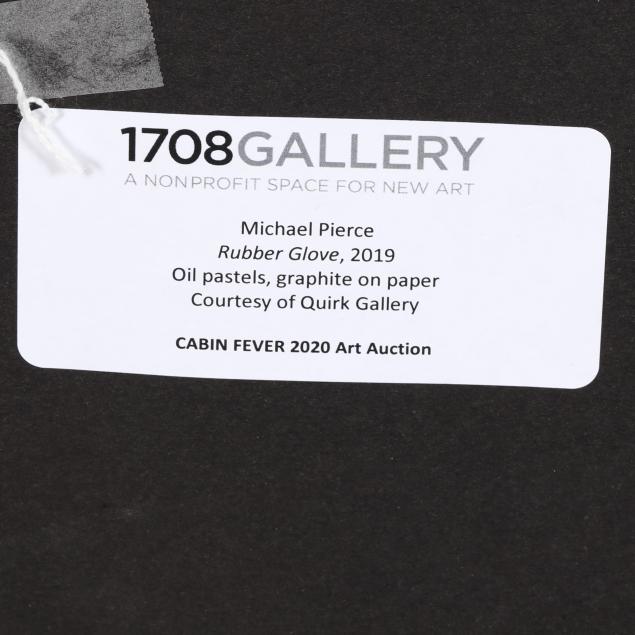 1708GALLERY
A NONPROFIT SPACE FOR NEW ART
Michael Pierce
Rubber Glove, 2019
Oil pastels, graphite on paper
Courtesy of Quirk Gallery
CABIN FEVER 2020 Art Auction